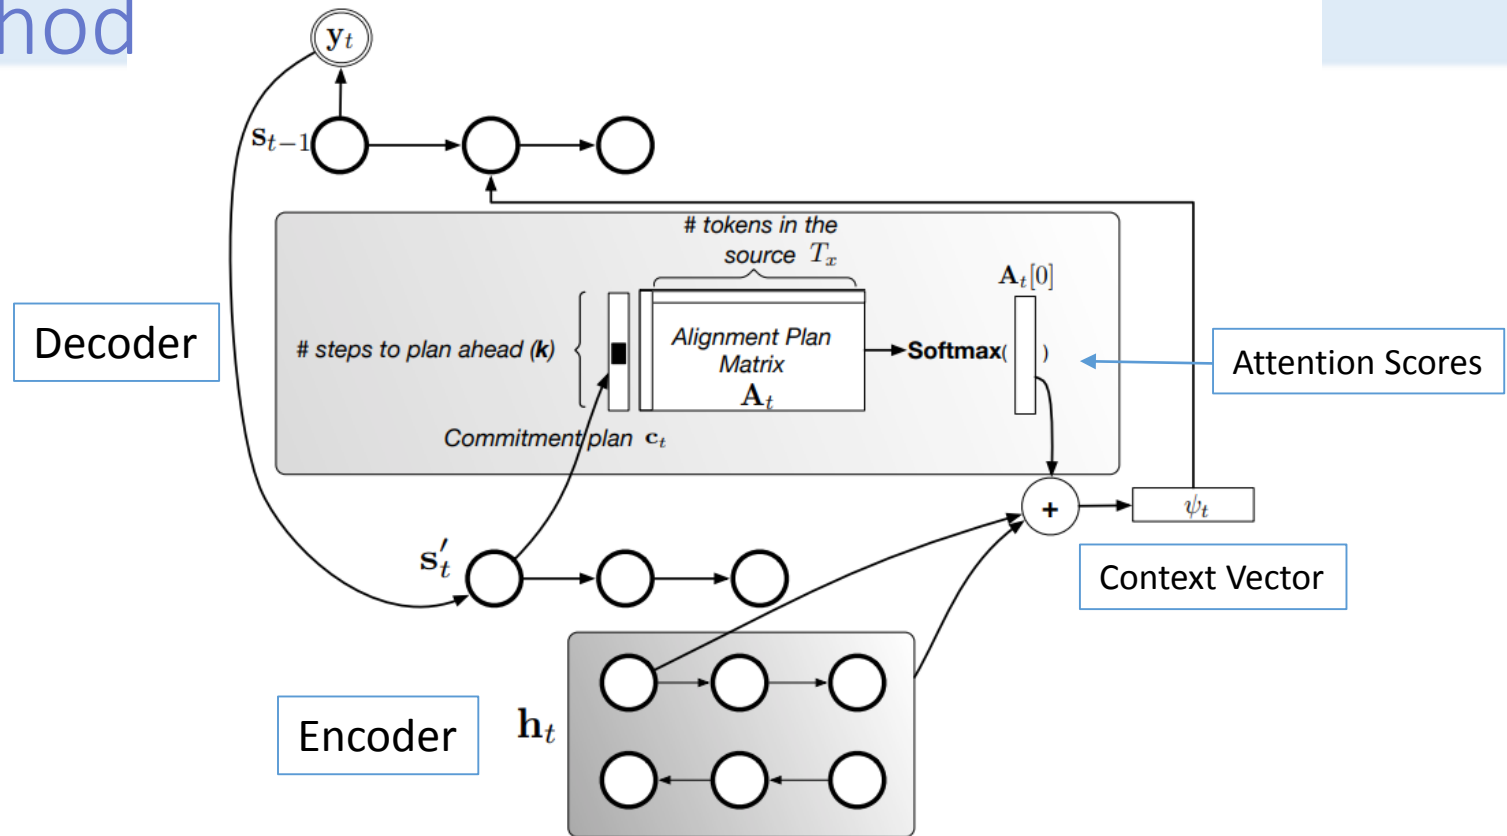 hod
y_t
s_{t−1}
# tokens in the
source T_x
A_t[0]
Decoder
# steps to plan ahead (k)
Alignment Plan
Matrix
A_t
Softmax( )
Attention Scores
Commitment plan c_t
+
ψ_t
s′_t
Context Vector
Encoder
h_t